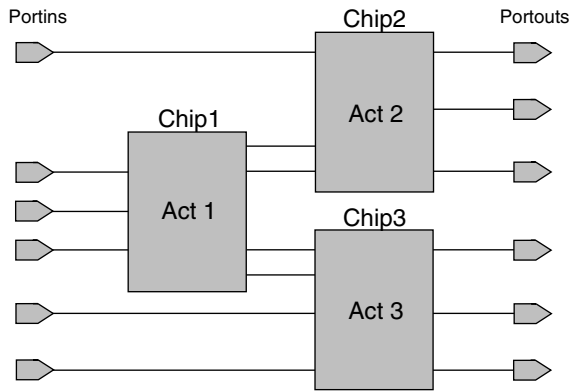 Portins
Chip2
Portouts
Act 2
Chip1
Act 1
Chip3
Act 3